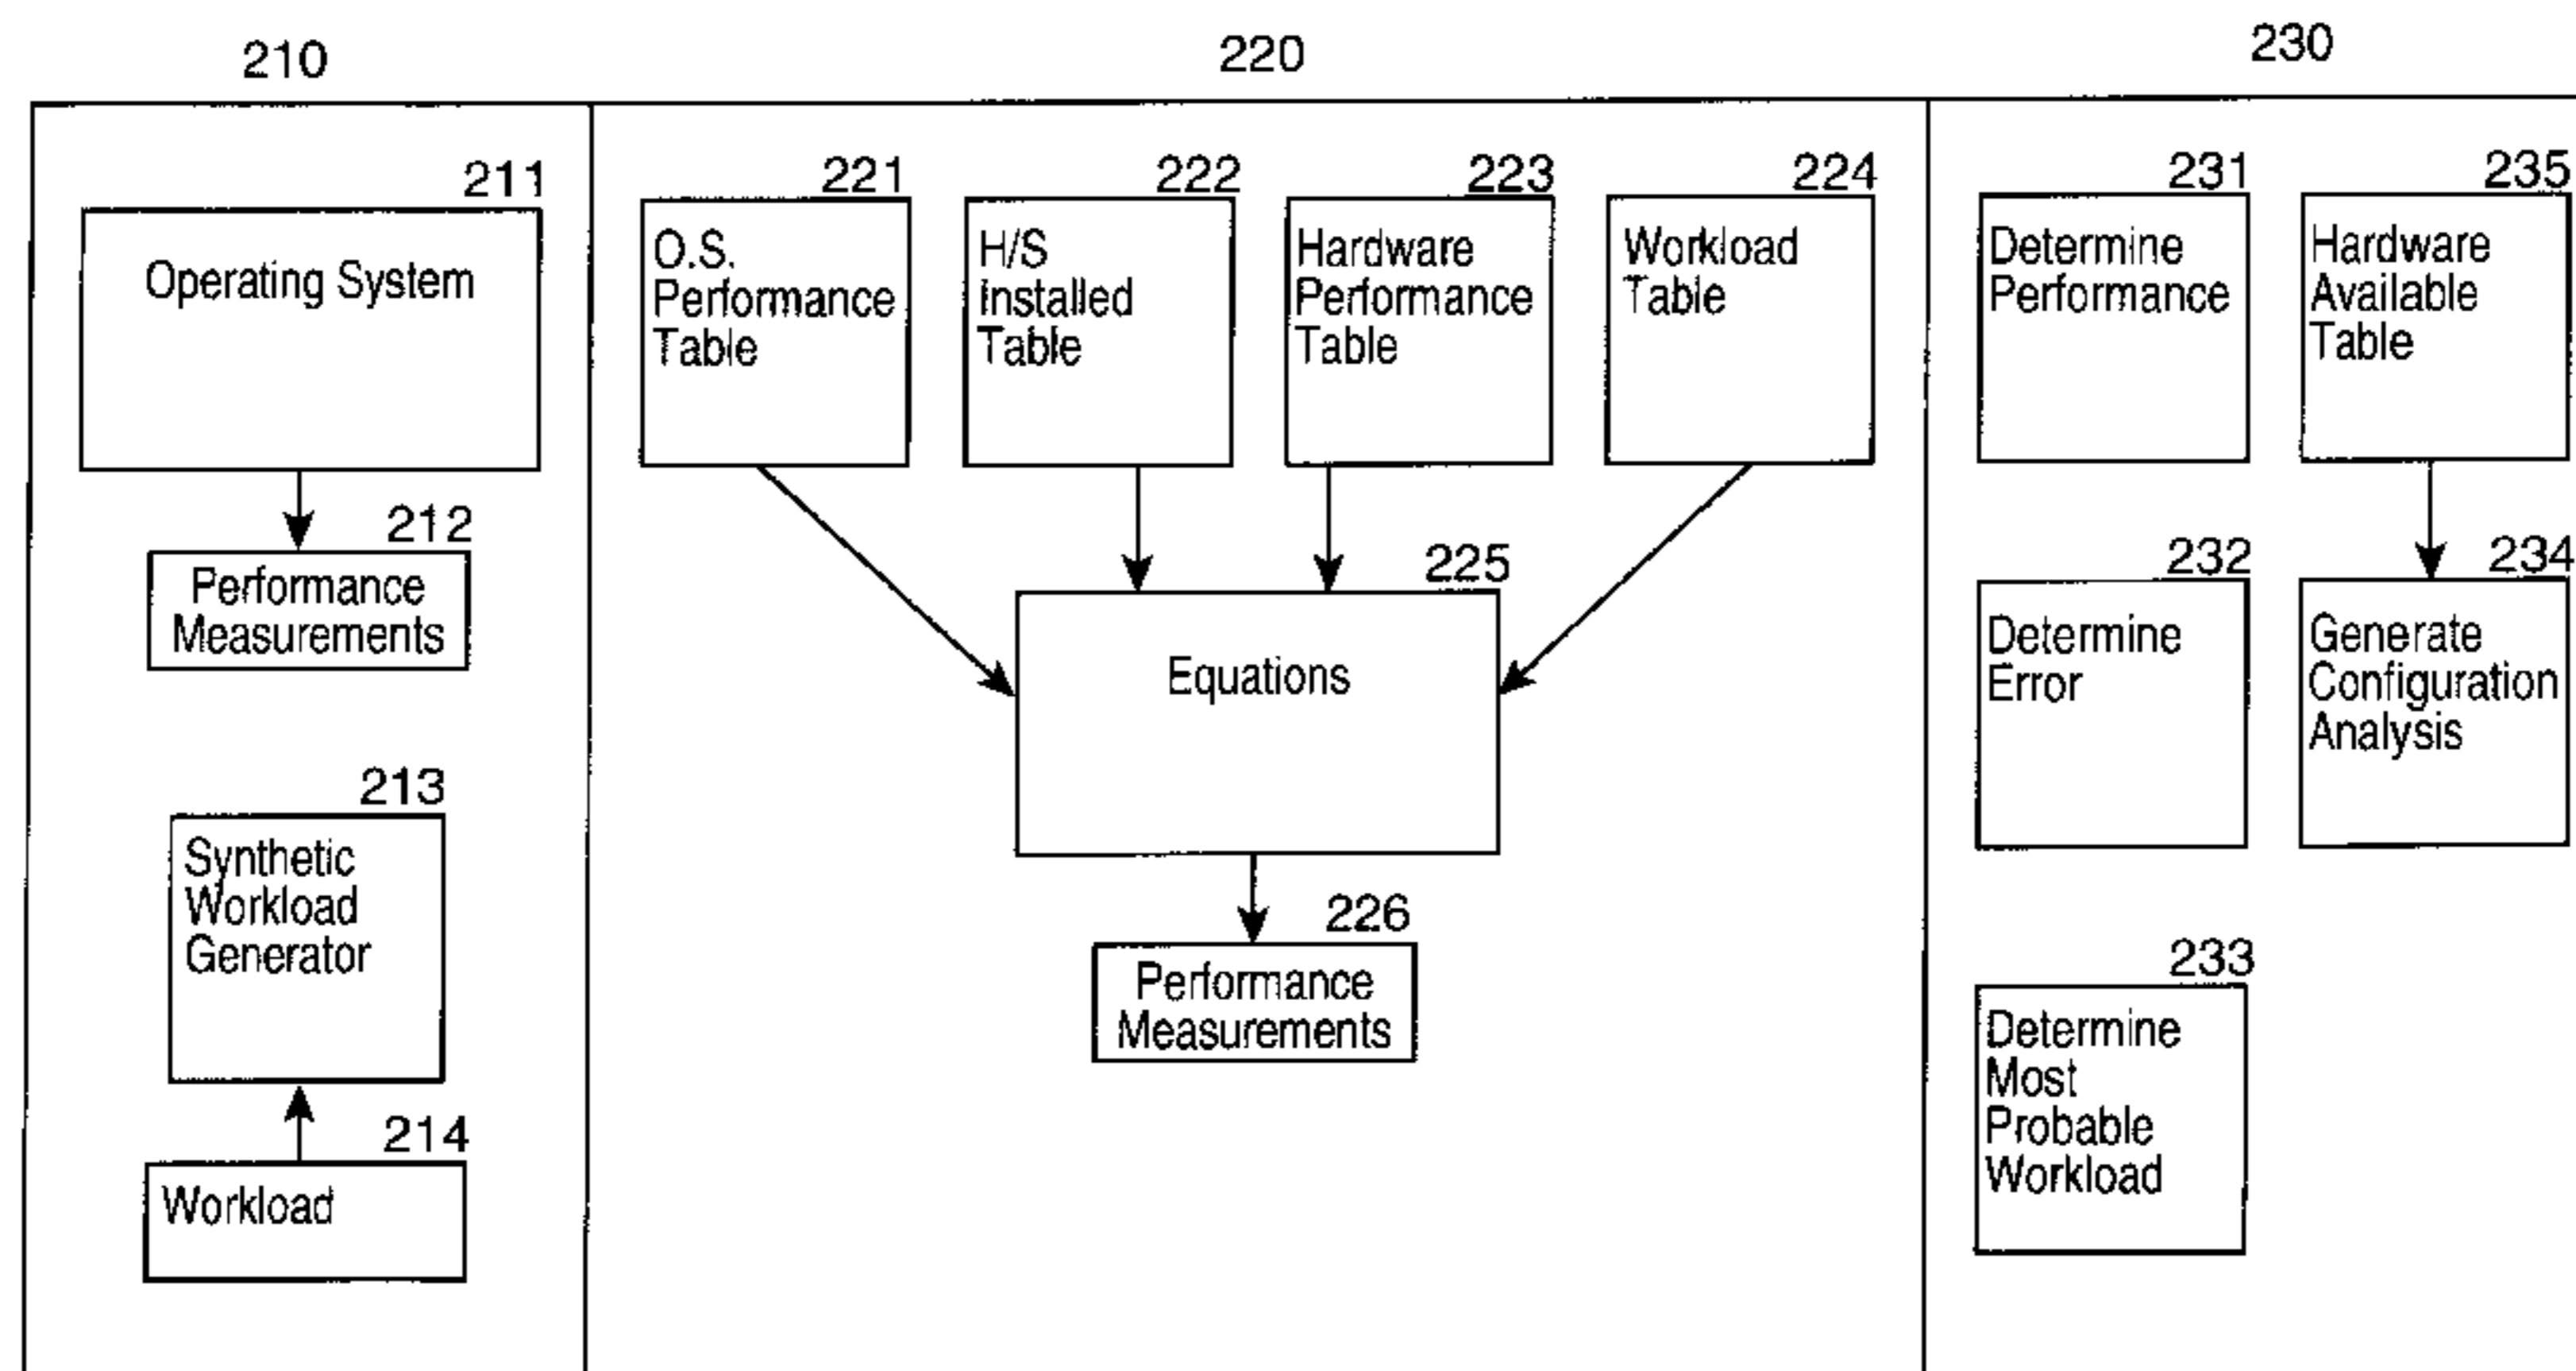 210
220
230
211
Operating System
212
Performance
Measurements
213
Synthetic
Workload
Generator
214
Workload
221
O.S.
Performance
Table
222
H/S
Installed
Table
223
Hardware
Performance
Table
224
Workload
Table
225
Equations
226
Performance
Measurements
231
Determine
Performance
235
Hardware
Available
Table
232
Determine
Error
234
Generate
Configuration
Analysis
233
Determine
Most
Probable
Workload